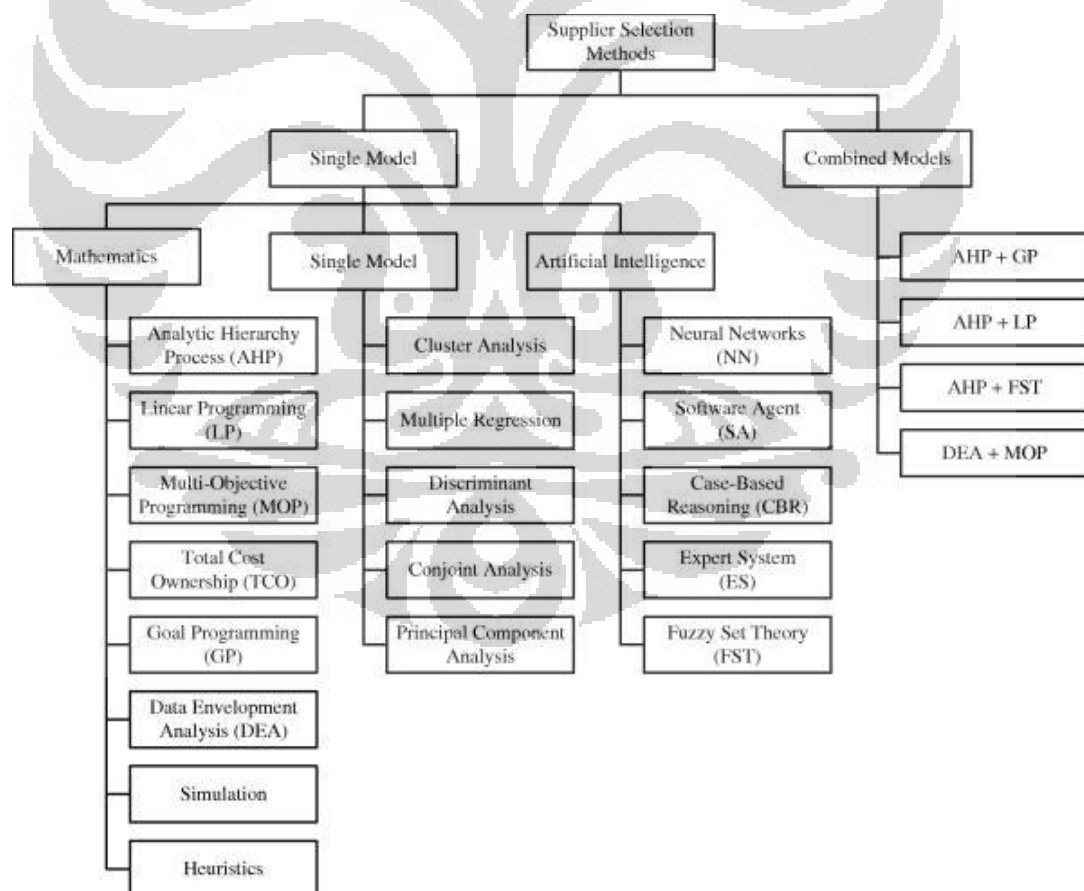 Supplier Selection
Methods
Single Model
Combined Models
Mathematics
Single Model
Artificial Intelligence
Analytic Hierarchy
Process (AHP)
Linear Programming
(LP)
Multi-Objective
Programming (MOP)
Total Cost
Ownership (TCO)
Goal Programming
(GP)
Data Envelopment
Analysis (DEA)
Simulation
Heuristics
Cluster Analysis
Multiple Regression
Discriminant
Analysis
Conjoint Analysis
Principal Component
Analysis
Neural Networks
(NN)
Software Agent
(SA)
Case-Based
Reasoning (CBR)
Expert System
(ES)
Fuzzy Set Theory
(FST)
AHP + GP
AHP + LP
AHP + FST
DEA + MOP